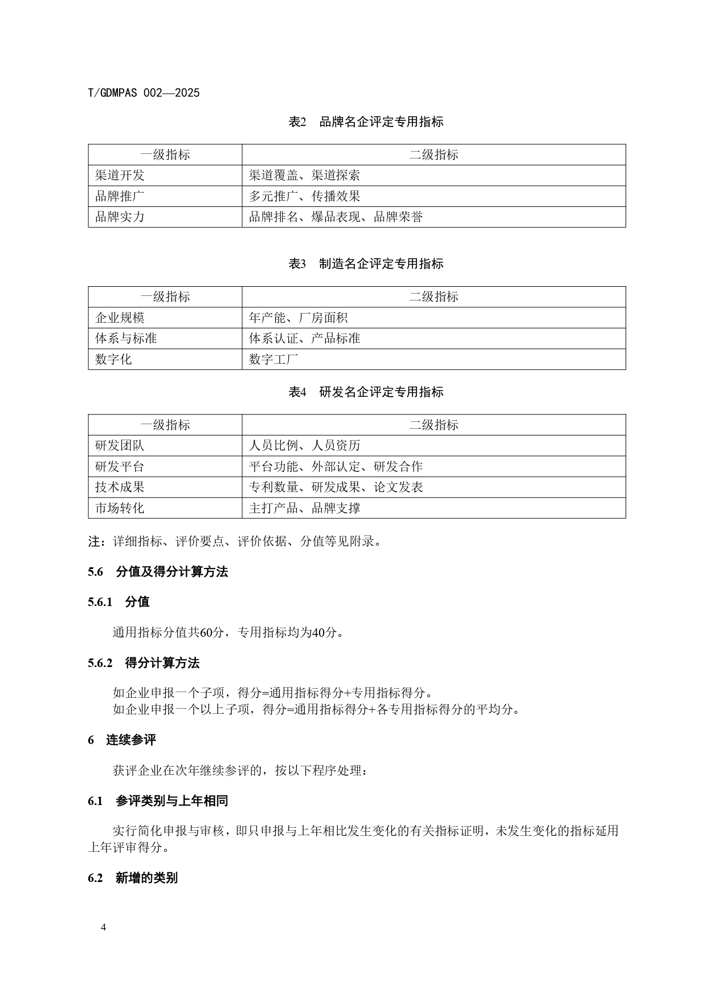 T/GDMPAS 002—2025
表2 品牌名企评定专用指标
一级指标 二级指标
渠道开发 渠道覆盖、渠道探索
品牌推广 多元推广、传播效果
品牌实力 品牌排名、爆品表现、品牌荣誉
表3 制造名企评定专用指标
一级指标 二级指标
企业规模 年产能、厂房面积
体系与标准 体系认证、产品标准
数字化 数字工厂
表4 研发名企评定专用指标
一级指标 二级指标
研发团队 人员比例、人员资历
研发平台 平台功能、外部认定、研发合作
技术成果 专利数量、研发成果、论文发表
市场转化 主打产品、品牌支撑
注：详细指标、评价要点、评价依据、分值等见附录。
5.6 分值及得分计算方法
5.6.1 分值
通用指标分值共60分，专用指标均为40分。
5.6.2 得分计算方法
如企业申报一个子项，得分=通用指标得分+专用指标得分。
如企业申报一个以上子项，得分=通用指标得分+各专用指标得分的平均分。
6 连续参评
获评企业在次年继续参评的，按以下程序处理：
6.1 参评类别与上年相同
实行简化申报与审核，即只申报与上年相比发生变化的有关指标证明，未发生变化的指标延用
上年评审得分。
6.2 新增的类别
4